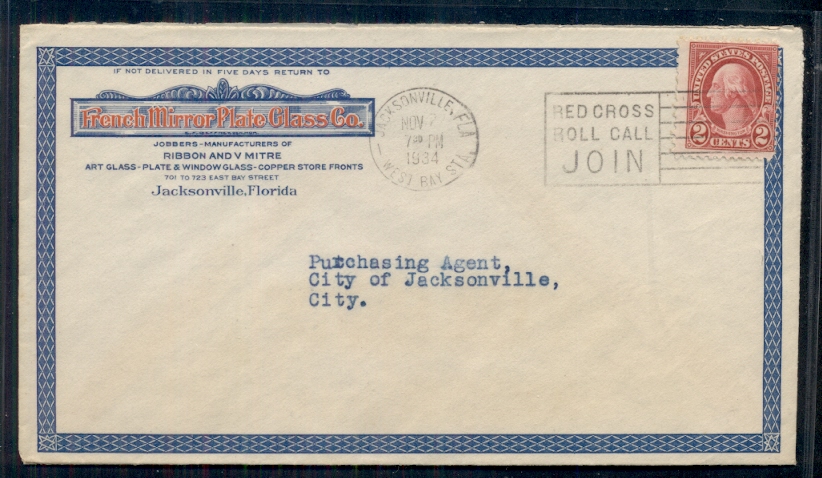 IF NOT DELIVERED IN FIVE DAYS RETURN TO
French Mirror Plate Glass Co.
JOBBERS-MANUFACTURERS OF
RIBBON AND V MITRE
ART GLASS-PLATE & WINDOW GLASS-COPPER STORE FRONTS
701 TO 723 EAST BAY STREET
Jacksonville, Florida
JACKSONVILLE, FLA
NOV 7
7 PM
1934
WEST BAY STA.
RED CROSS
ROLL CALL
JOIN
UNITED STATES POSTAGE
2 CENTS 2
Purchasing Agent,
City of Jacksonville,
City.